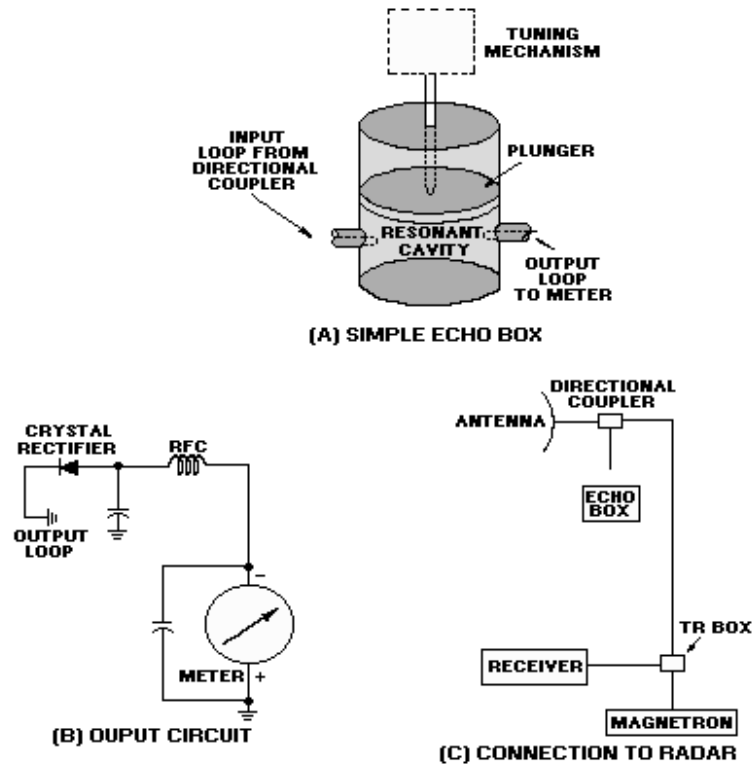 TUNING
MECHANISM
INPUT
LOOP FROM
DIRECTIONAL
COUPLER
PLUNGER
RESONANT
CAVITY
OUTPUT
LOOP
TO METER
(A) SIMPLE ECHO BOX
CRYSTAL
RECTIFIER
RFC
OUTPUT
LOOP
−
METER +
(B) OUPUT CIRCUIT
DIRECTIONAL
COUPLER
ANTENNA
ECHO
BOX
TR BOX
RECEIVER
MAGNETRON
(C) CONNECTION TO RADAR